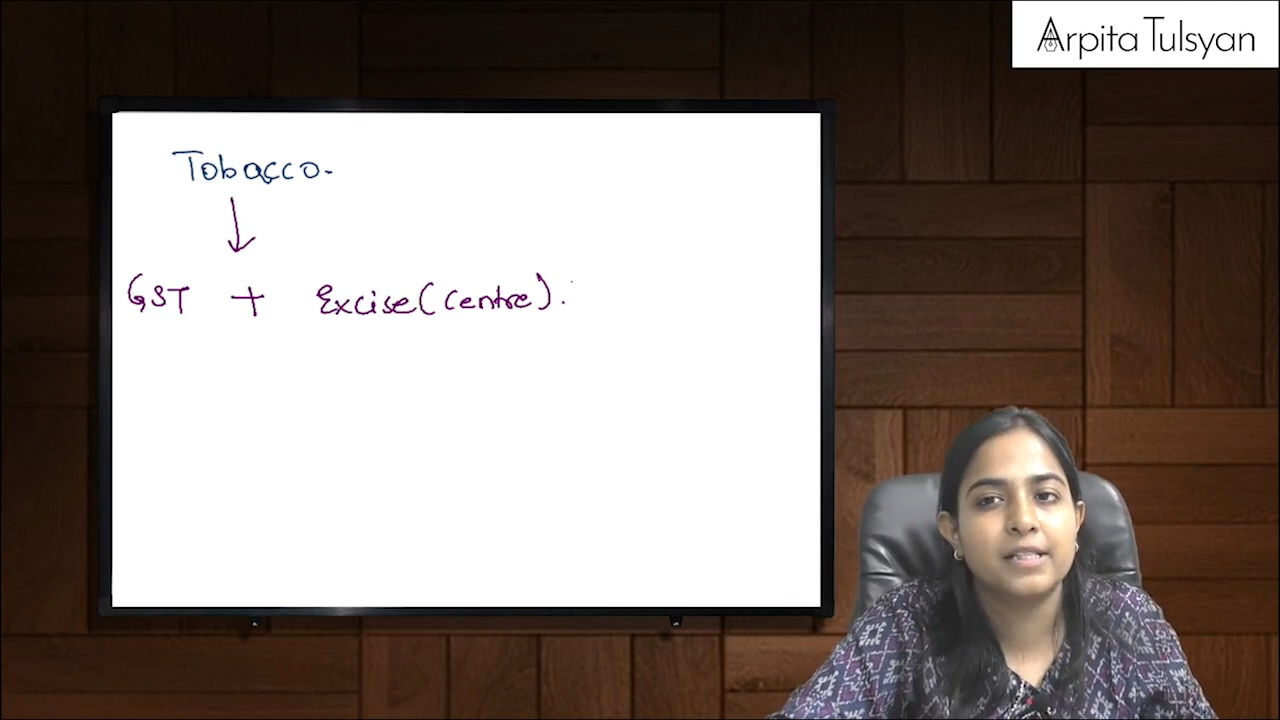 Arpita Tulsyan
Tobacco.
GST + Excise (Centre).